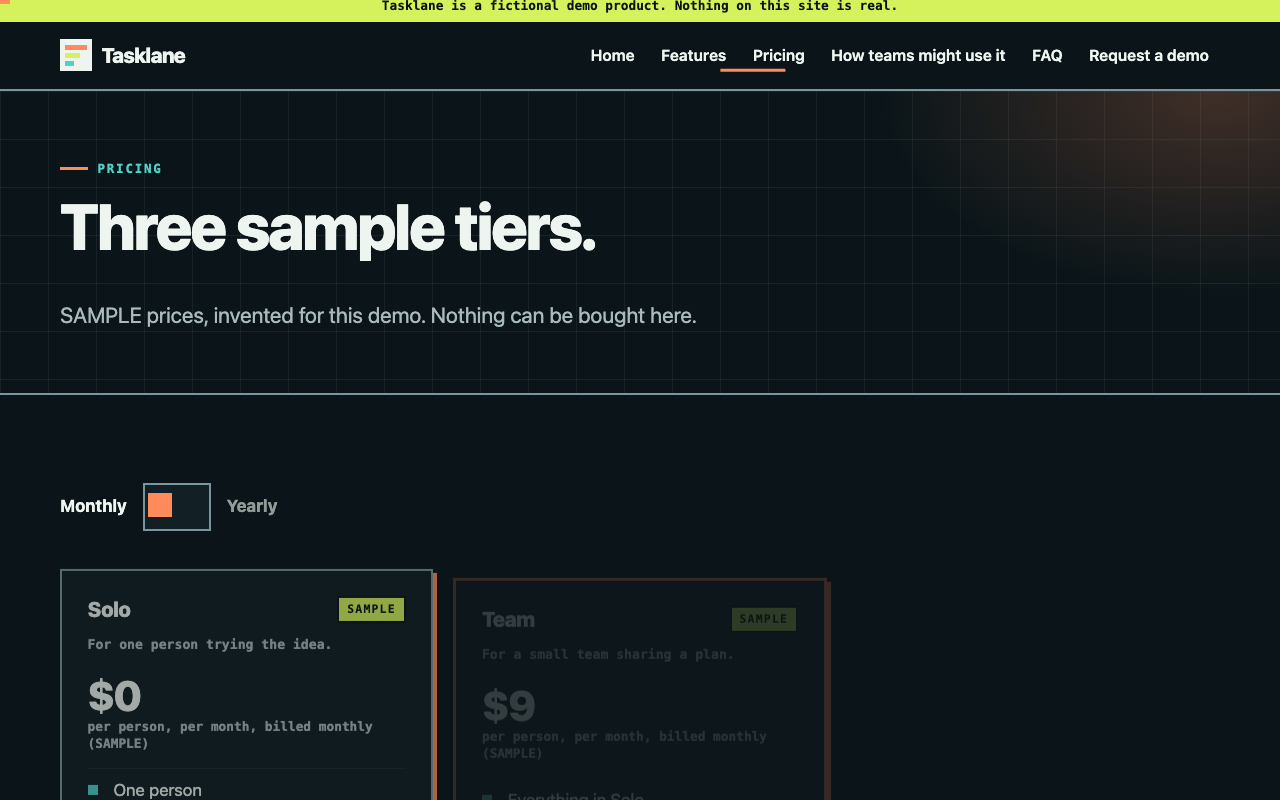 Tasklane is a fictional demo product. Nothing on this site is real.
Tasklane
Home Features Pricing How teams might use it FAQ Request a demo
PRICING
Three sample tiers.
SAMPLE prices, invented for this demo. Nothing can be bought here.
Monthly Yearly
Solo SAMPLE
For one person trying the idea.
$0
per person, per month, billed monthly
(SAMPLE)
One person
Team SAMPLE
For a small team sharing a plan.
$9
per person, per month, billed monthly
(SAMPLE)
Everything in Solo